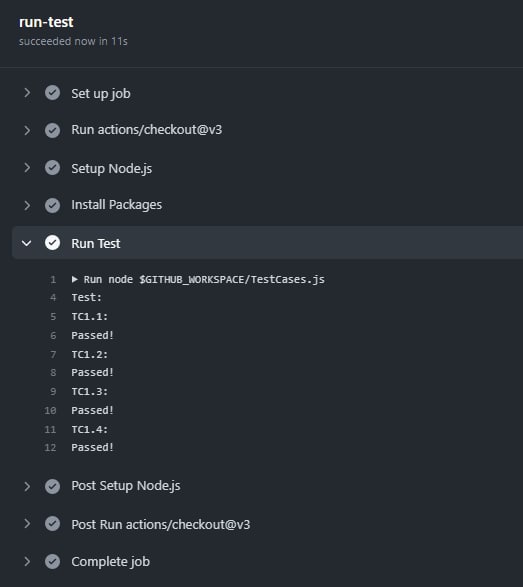 run-test
succeeded now in 11s
Set up job
Run actions/checkout@v3
Setup Node.js
Install Packages
Run Test
1 ▶ Run node $GITHUB_WORKSPACE/TestCases.js
4 Test:
5 TC1.1:
6 Passed!
7 TC1.2:
8 Passed!
9 TC1.3:
10 Passed!
11 TC1.4:
12 Passed!
Post Setup Node.js
Post Run actions/checkout@v3
Complete job